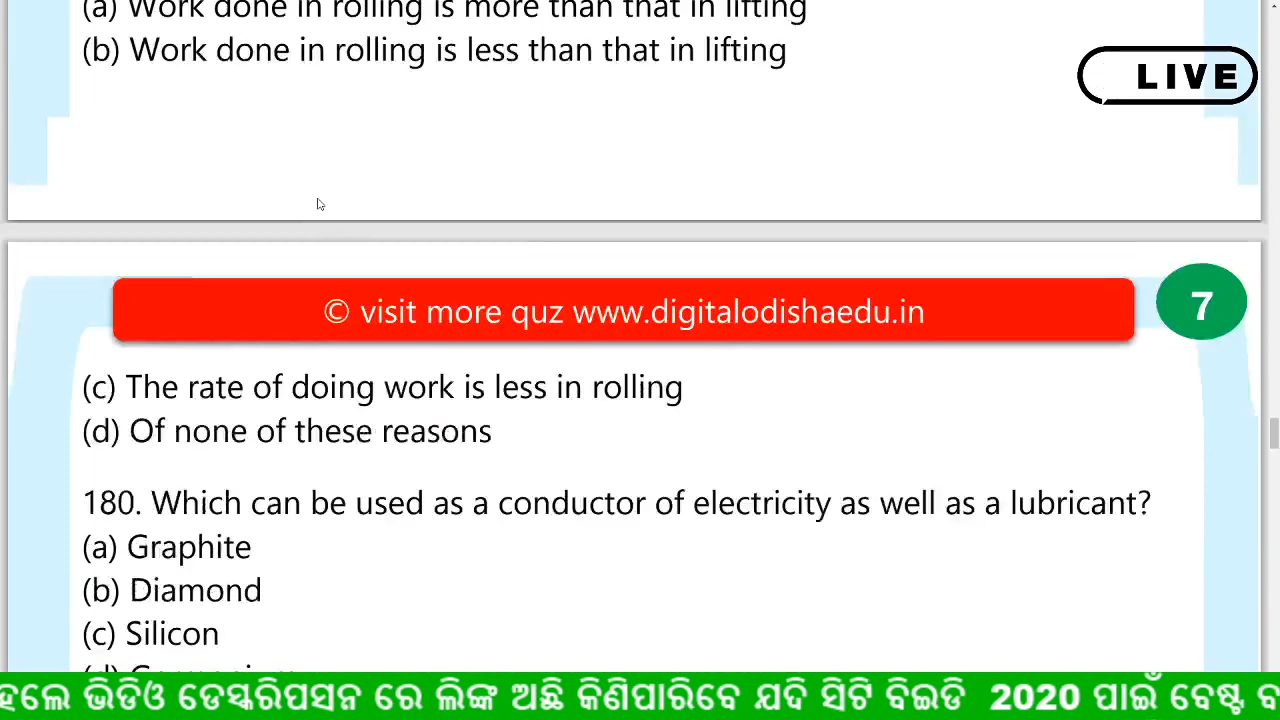 (a) Work done in rolling is more than that in lifting
(b) Work done in rolling is less than that in lifting
LIVE
© visit more quz www.digitalodishaedu.in
7
(c) The rate of doing work is less in rolling
(d) Of none of these reasons
180. Which can be used as a conductor of electricity as well as a lubricant?
(a) Graphite
(b) Diamond
(c) Silicon
ହଲେ ଭିଡିଓ ଡେସ୍କରିପସନ ରେ ଲିଙ୍କ ଅଛି କିଣିପାରିବେ ଯଦି ସିଟି ବିଇଡି 2020 ପାଇଁ ବେଷ୍ଟ